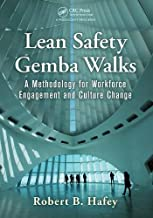 CRC Press
Lean Safety
Gemba Walks
A Methodology for Workforce
Engagement and Culture Change
Robert B. Hafey